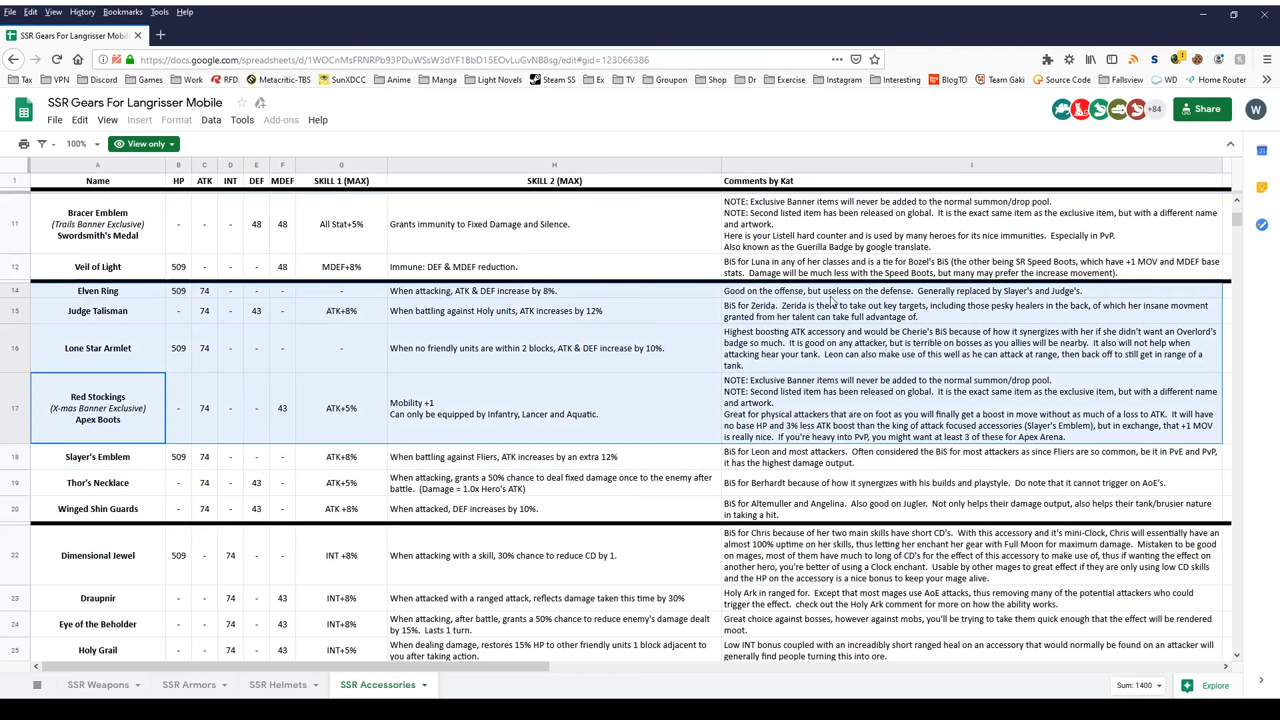 File Edit View History Bookmarks Tools Help
SSR Gears For Langrisser Mobile
https://docs.google.com/spreadsheets/d/1WOCnMsFRNRPb93PDuWSsW3dYF1BbD15EOvLuGvNB8sg/edit#gid=123066386
Tax VPN Discord Games Work RFD Metacritic-TBS SunXDCC Anime Manga Light Novels Steam SS Ex TV Groupon Shop Dr Exercise Instagram Interesting BlogTO Team Gaki Source Code Fallsview WD Home Router
SSR Gears For Langrisser Mobile
+84 Share W
File Edit View Insert Format Data Tools Add-ons Help
100% View only
A B C D E F G H I
1 Name HP ATK INT DEF MDEF SKILL 1 (MAX) SKILL 2 (MAX) Comments by Kat
NOTE: Exclusive Banner items will never be added to the normal summon/drop pool.
NOTE: Second listed item has been released on global. It is the exact same item as the exclusive item, but with a different name
and artwork.
Here is your Listell hard counter and is used by many heroes for its nice immunities. Especially in PvP.
Also known as the Guerilla Badge by google translate.
11 Bracer Emblem
(Trails Banner Exclusive)
Swordsmith's Medal
- - - 48 48 All Stat+5% Grants immunity to Fixed Damage and Silence.
12 Veil of Light 509 - - - 48 MDEF+8% Immune: DEF & MDEF reduction.
BiS for Luna in any of her classes and is a tie for Bozel's BiS (the other being SR Speed Boots, which have +1 MOV and MDEF base
stats. Damage will be much less with the Speed Boots, but many may prefer the increase movement).
14 Elven Ring 509 74 - - - - When attacking, ATK & DEF increase by 8%. Good on the offense, but useless on the defense. Generally replaced by Slayer's and Judge's.
15 Judge Talisman - 74 - 43 - ATK+8% When battling against Holy units, ATK increases by 12%
BiS for Zerida. Zerida is there to take out key targets, including those pesky healers in the back, of which her insane movment
granted from her talent can take full advantage of.
16 Lone Star Armlet 509 74 - - - - When no friendly units are within 2 blocks, ATK & DEF increase by 10%.
Highest boosting ATK accessory and would be Cherie's BiS because of how it synergizes with her if she didn't want an Overlord's
badge so much. It is good on any attacker, but is terrible on bosses as you allies will be nearby. It also will not help when
attacking hear your tank. Leon can also make use of this well as he can attack at range, then back off to still get in range of a
tank.
17 Red Stockings
(X-mas Banner Exclusive)
Apex Boots
- 74 - - 43 ATK+5% Mobility +1
Can only be equipped by Infantry, Lancer and Aquatic.
NOTE: Exclusive Banner items will never be added to the normal summon/drop pool.
NOTE: Second listed item has been released on global. It is the exact same item as the exclusive item, but with a different name
and artwork.
Great for physical attackers that are on foot as you will finally get a boost in move without as much of a loss to ATK. It will have
no base HP and 3% less ATK boost than the king of attack focused accessories (Slayer's Emblem), but in exchange, that +1 MOV
is really nice. If you're heavy into PvP, you might want at least 3 of these for Apex Arena.
18 Slayer's Emblem 509 74 - - - ATK+8% When battling against Fliers, ATK increases by an extra 12%
BiS for Leon and most attackers. Often considered the BiS for most attackers as since Fliers are so common, be it in PvE and PvP,
it has the highest damage output.
19 Thor's Necklace - 74 - 43 - ATK+5% When attacking, grants a 50% chance to deal fixed damage once to the enemy after
battle. (Damage = 1.0x Hero's ATK)
BiS for Berhardt because of how it synergizes with his builds and playstyle. Do note that it cannot trigger on AoE's.
20 Winged Shin Guards - 74 - 43 - ATK +8% When attacked, DEF increases by 10%.
BiS for Altemuller and Angelina. Also good on Jugler. Not only helps their damage output, also helps their tank/brusier nature
in taking a hit.
22 Dimensional Jewel 509 - 74 - - INT +8% When attacking with a skill, 30% chance to reduce CD by 1.
BiS for Chris because of her two main skills have short CD's. With this accessory and it's mini-Clock, Chris will essentially have an
almost 100% uptime on her skills, thus letting her enchant her gear with Full Moon for maximum damage. Mistaken to be good
on mages, most of them have much to long of CD's for the effect of this accessory to make use of, thus if wanting the effect on
another hero, you're better of using a Clock enchant. Usable by other mages to great effect if they are only using low CD skills
and the HP on the accessory is a nice bonus to keep your mage alive.
23 Draupnir - - 74 - 43 INT+8% When attacked with a ranged attack, reflects damage taken this time by 30%
Holy Ark in ranged for. Except that most mages use AoE attacks, thus removing many of the potential attackers who could
trigger the effect. check out the Holy Ark comment for more on how the ability works.
24 Eye of the Beholder - - 74 - 43 INT+8% When attacking, after battle, grants a 50% chance to reduce enemy's damage dealt
by 15%. Lasts 1 turn.
Great choice against bosses, however against mobs, you'll be trying to take them quick enough that the effect will be rendered
moot.
25 Holy Grail - - 74 - 43 INT+5% When dealing damage, restores 15% HP to other friendly units 1 block adjacent to
you after taking action.
Low INT bonus coupled with an incredibly short ranged heal on an accessory that would normally be found on an attacker will
generally find people turning this into ore.
SSR Weapons SSR Armors SSR Helmets SSR Accessories Sum: 1400 Explore